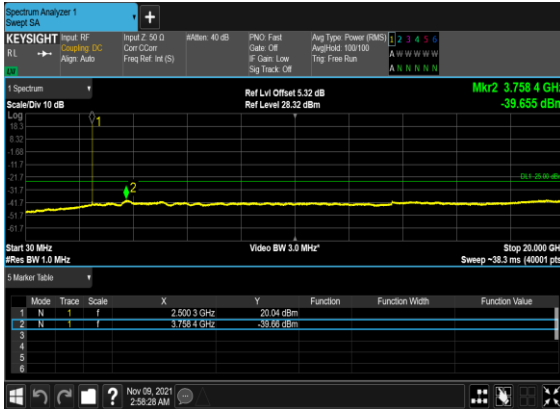 Spectrum Analyzer 1
Swept SA
+
KEYSIGHT Input: RF Input Z: 50 Ω #Atten: 40 dB PNO: Fast Avg Type: Power (RMS) 1 2 3 4 5 6
RL Coupling: DC Corr CCorr Gate: Off Avg|Hold: 100/100 A W W W W W
Align: Auto Freq Ref: Int (S) IF Gain: Low Trig: Free Run
Sig Track: Off A N N N N N
1 Spectrum Ref Lvl Offset 5.32 dB Mkr2 3.758 4 GHz
Scale/Div 10 dB Ref Level 28.32 dBm -39.655 dBm
Log
18.3
8.32
-1.68
-11.7
-21.7
-31.7
-41.7
-51.7
-61.7
1
2
DL1 -25.00 dBm
Start 30 MHz Video BW 3.0 MHz* Stop 20.000 GHz
#Res BW 1.0 MHz Sweep ~38.3 ms (40001 pts)
5 Marker Table
Mode Trace Scale X Y Function Function Width Function Value
1 N 1 f 2.500 3 GHz 20.04 dBm
2 N 1 f 3.758 4 GHz -39.66 dBm
3
4
5
6
? Nov 09, 2021
2:58:28 AM